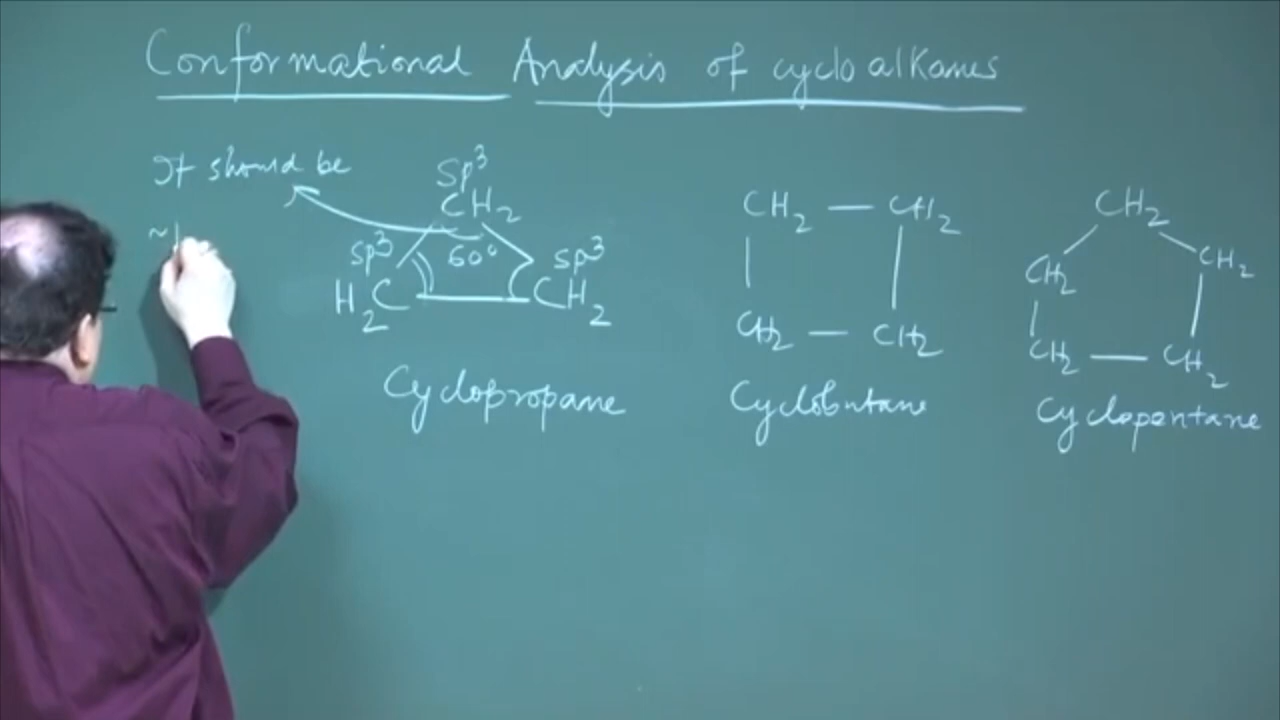 Conformational Analysis of cycloalkanes
It should be
~1
sp³
CH₂
sp³
60°
sp³
H₂C
CH₂
Cyclopropane
CH₂ — CH₂
CH₂ — CH₂
Cyclobutane
CH₂
CH₂
CH₂
CH₂ — CH₂
Cyclopentane